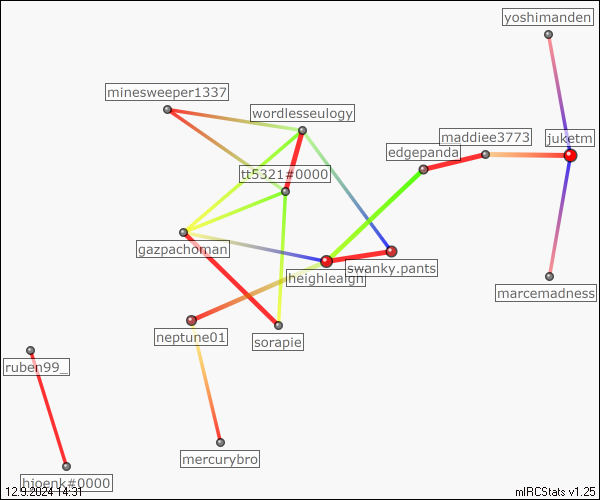 yoshimanden
minesweeper1337
wordlesseulogy
maddiee3773
juketm
edgepanda
tt5321#0000
gazpachoman
swanky.pants
heighleaigh
marcemadness
neptune01
sorapie
ruben99_
mercurybro
hjoenk#0000
12.9.2024 14:31
mIRCStats v1.25